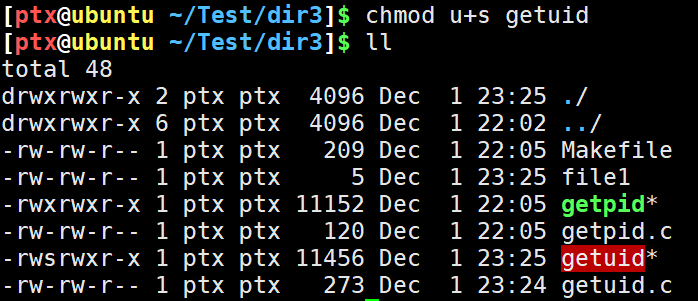 [ptx@ubuntu ~/Test/dir3]$ chmod u+s getuid
[ptx@ubuntu ~/Test/dir3]$ ll
total 48
drwxrwxr-x 2 ptx ptx  4096 Dec  1 23:25 ./
drwxrwxr-x 6 ptx ptx  4096 Dec  1 22:02 ../
-rw-rw-r-- 1 ptx ptx   209 Dec  1 22:05 Makefile
-rw-rw-r-- 1 ptx ptx     5 Dec  1 23:25 file1
-rwxrwxr-x 1 ptx ptx 11152 Dec  1 22:05 getpid*
-rw-rw-r-- 1 ptx ptx   120 Dec  1 22:05 getpid.c
-rwsrwxr-x 1 ptx ptx 11456 Dec  1 23:25 getuid*
-rw-rw-r-- 1 ptx ptx   273 Dec  1 23:24 getuid.c